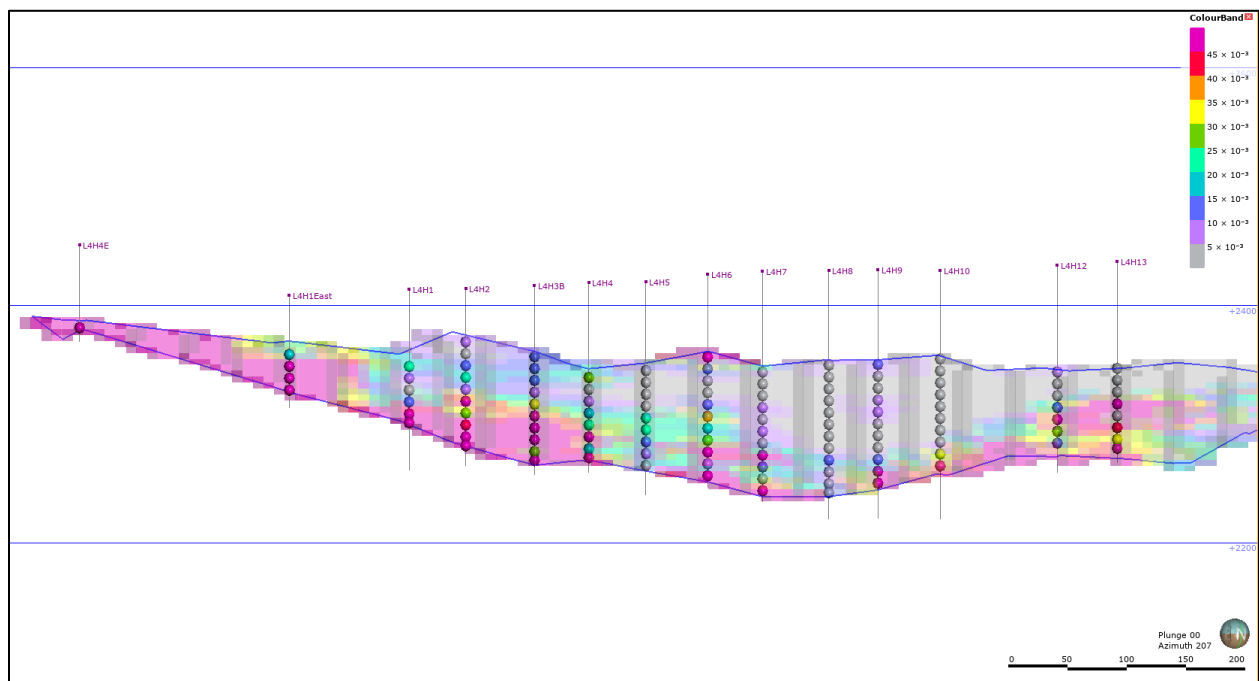 ColourBand
45 × 10⁻³
40 × 10⁻³
35 × 10⁻³
30 × 10⁻³
25 × 10⁻³
20 × 10⁻³
15 × 10⁻³
10 × 10⁻³
5 × 10⁻³
L4H4E
L4H1East
L4H1
L4H2
L4H3B
L4H4
L4H5
L4H6
L4H7
L4H8
L4H9
L4H10
L4H12
L4H13
+2400
+2200
Plunge 00
Azimuth 207
0 50 100 150 200